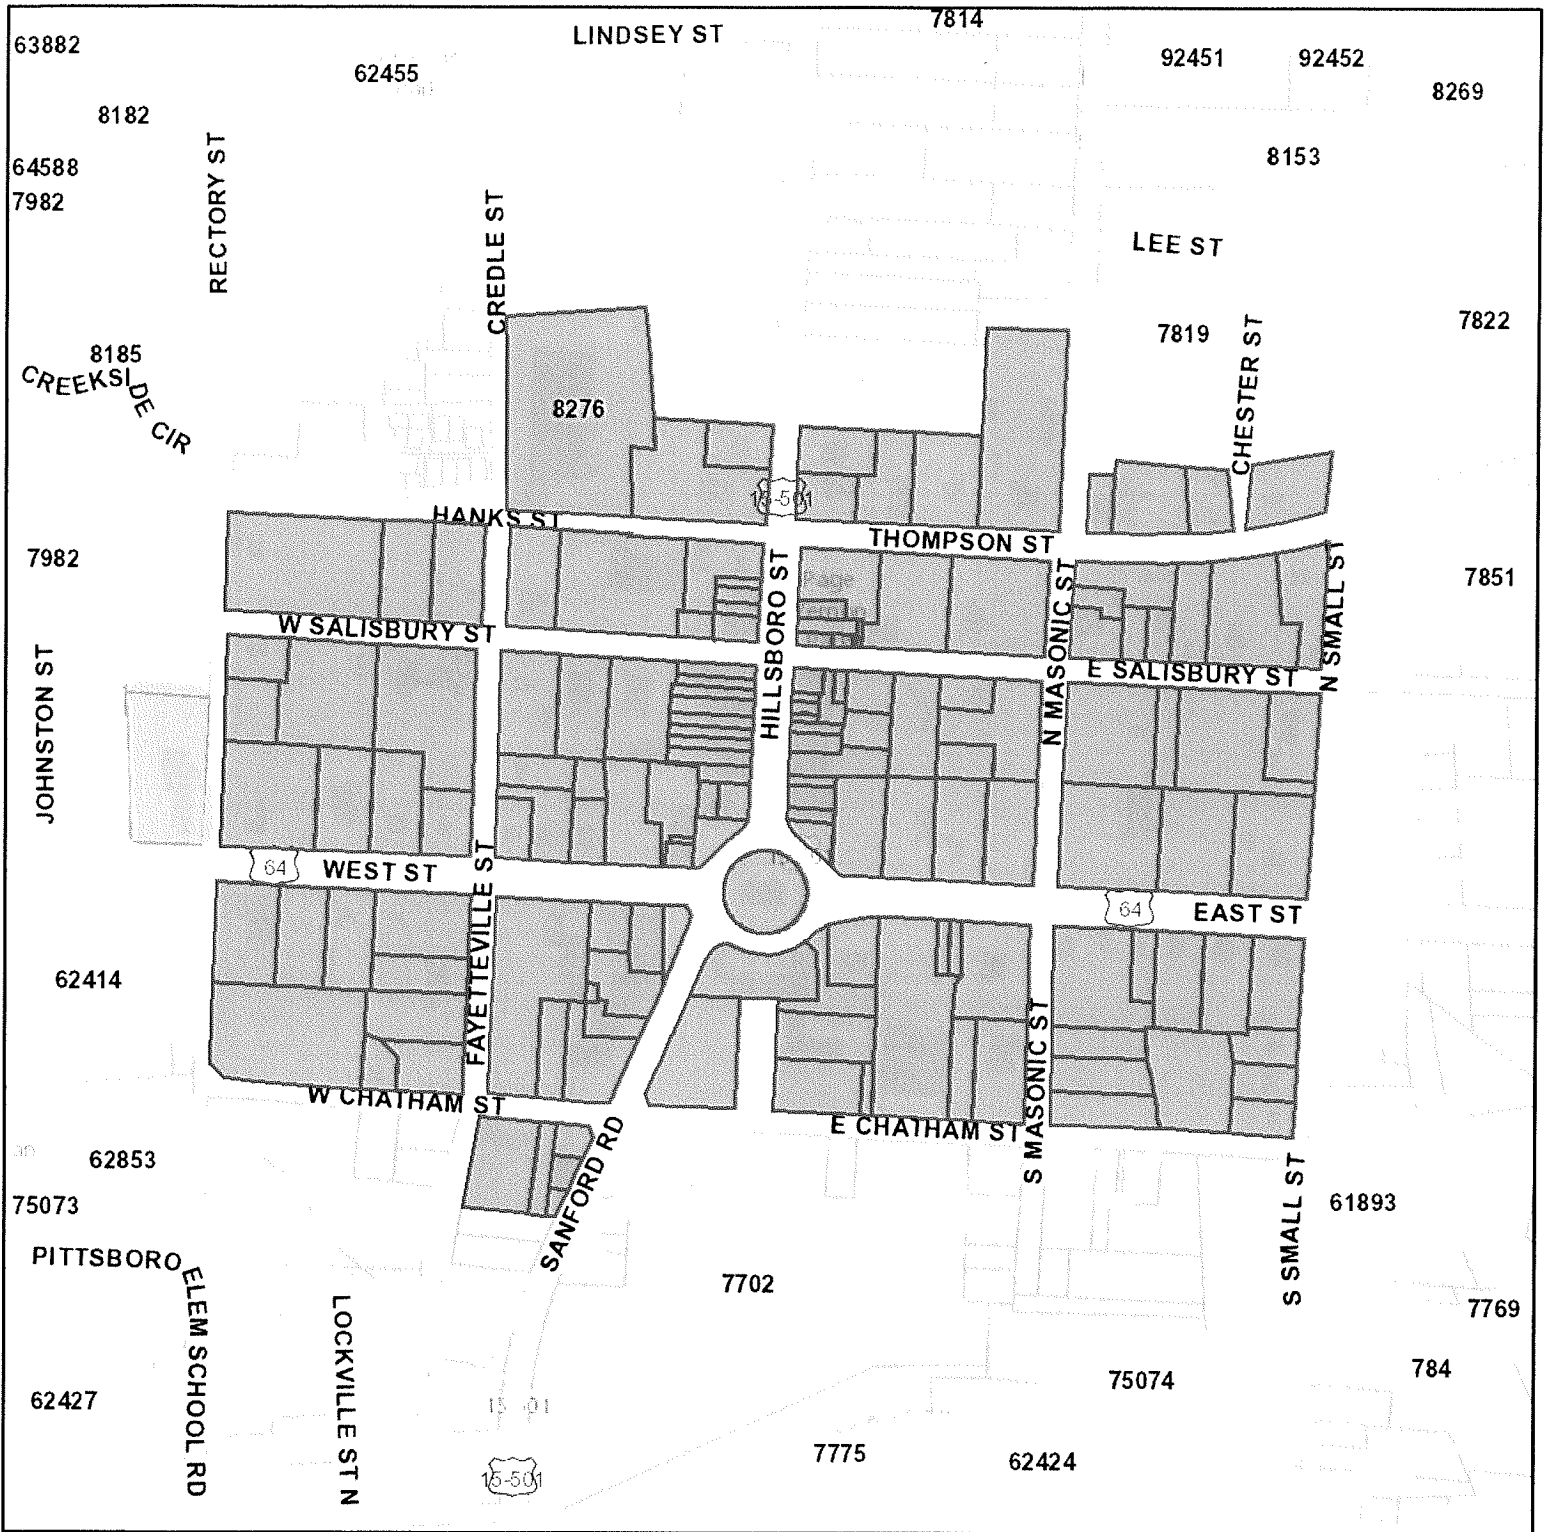 LINDSEY ST
7814
63882
62455
92451
92452
8269
8182
8153
64588
7982
RECTORY ST
CREDLE ST
LEE ST
7822
7819
CHESTER ST
8185
CREEKSIDE CIR
8276
15-501
HANKS ST
THOMPSON ST
7982
7851
Page
HILLSBORO ST
N MASONIC ST
N SMALL ST
W SALISBURY ST
E SALISBURY ST
JOHNSTON ST
64
WEST ST
FAYETTEVILLE ST
64
EAST ST
62414
S MASONIC ST
W CHATHAM ST
E CHATHAM ST
SANFORD RD
62853
S SMALL ST
61893
75073
PITTSBORO ELEM SCHOOL RD
7702
7769
LOCKVILLE ST N
784
75074
62427
7775
62424
15-501